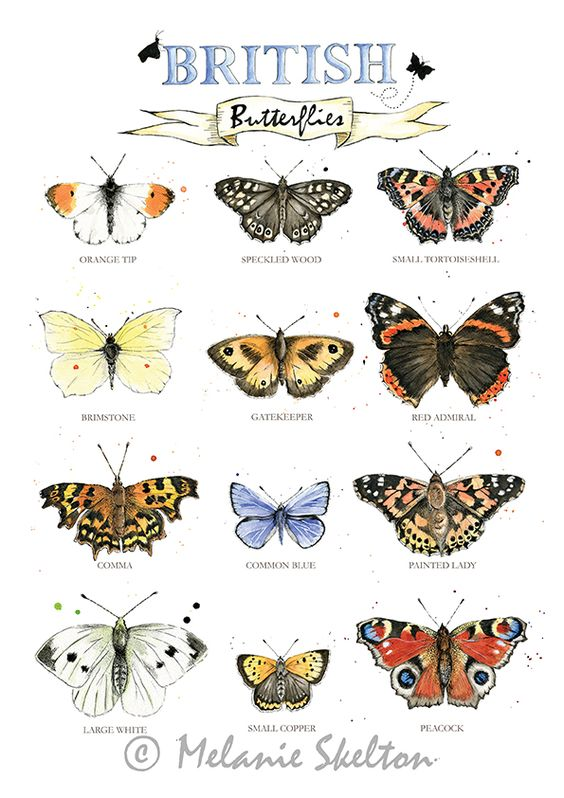 BRITISH
Butterflies
ORANGE TIP
SPECKLED WOOD
SMALL TORTOISESHELL
BRIMSTONE
GATEKEEPER
RED ADMIRAL
COMMA
COMMON BLUE
PAINTED LADY
LARGE WHITE
SMALL COPPER
PEACOCK
© Melanie Skelton.